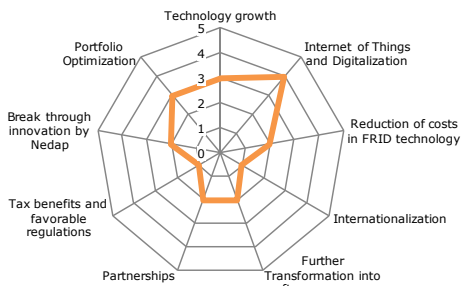 Technology growth
5
4
3
2
1
0
Internet of Things
and Digitalization
Reduction of costs
in FRID technology
Internationalization
Further
Transformation into
Partnerships
Tax benefits and
favorable
regulations
Break through
innovation by
Nedap
Portfolio
Optimization